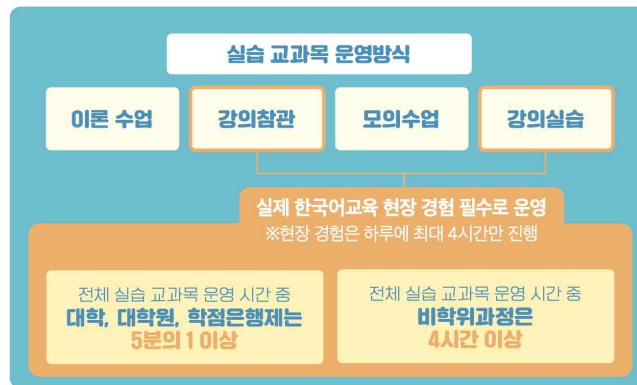 실습 교과목 운영방식
이론 수업
강의참관
모의수업
강의실습
실제 한국어교육 현장 경험 필수로 운영
※현장 경험은 하루에 최대 4시간만 진행
전체 실습 교과목 운영 시간 중
대학, 대학원, 학점은행제는
5분의 1 이상
전체 실습 교과목 운영 시간 중
비학위과정은
4시간 이상